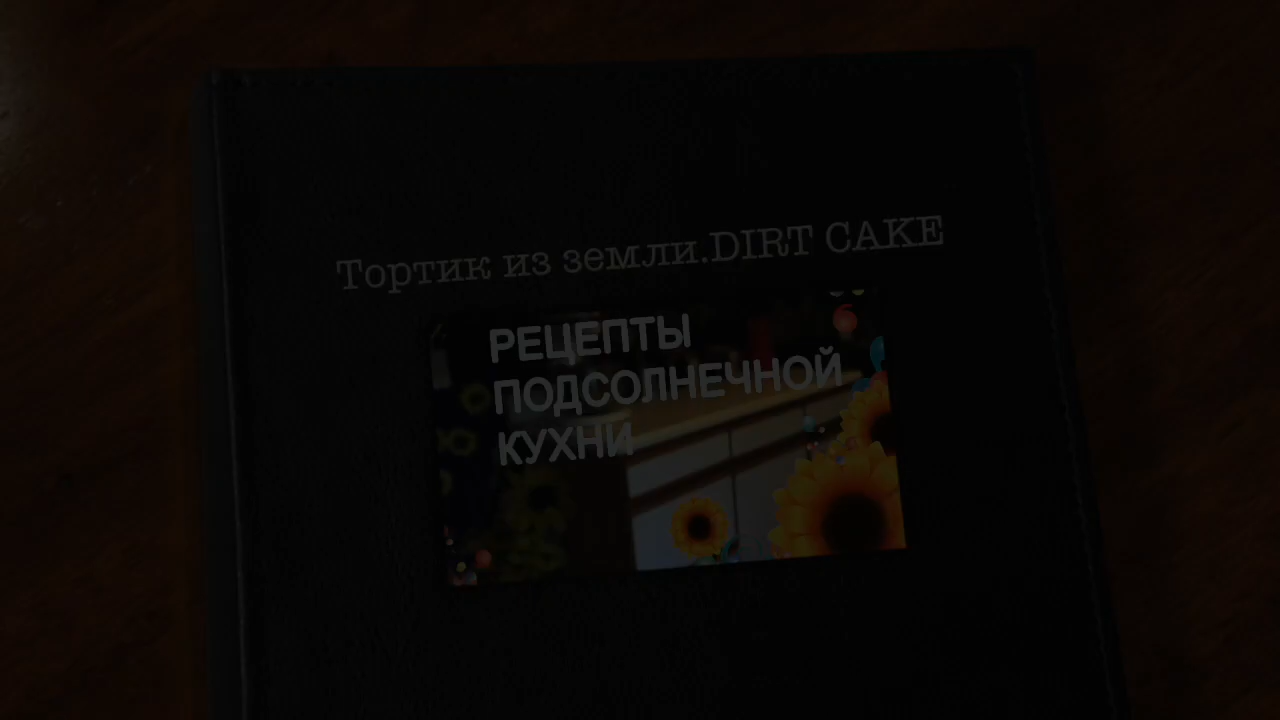 Тортик из земли.DIRT CAKE
РЕЦЕПТЫ
ПОДСОЛНЕЧНОЙ
КУХНИ